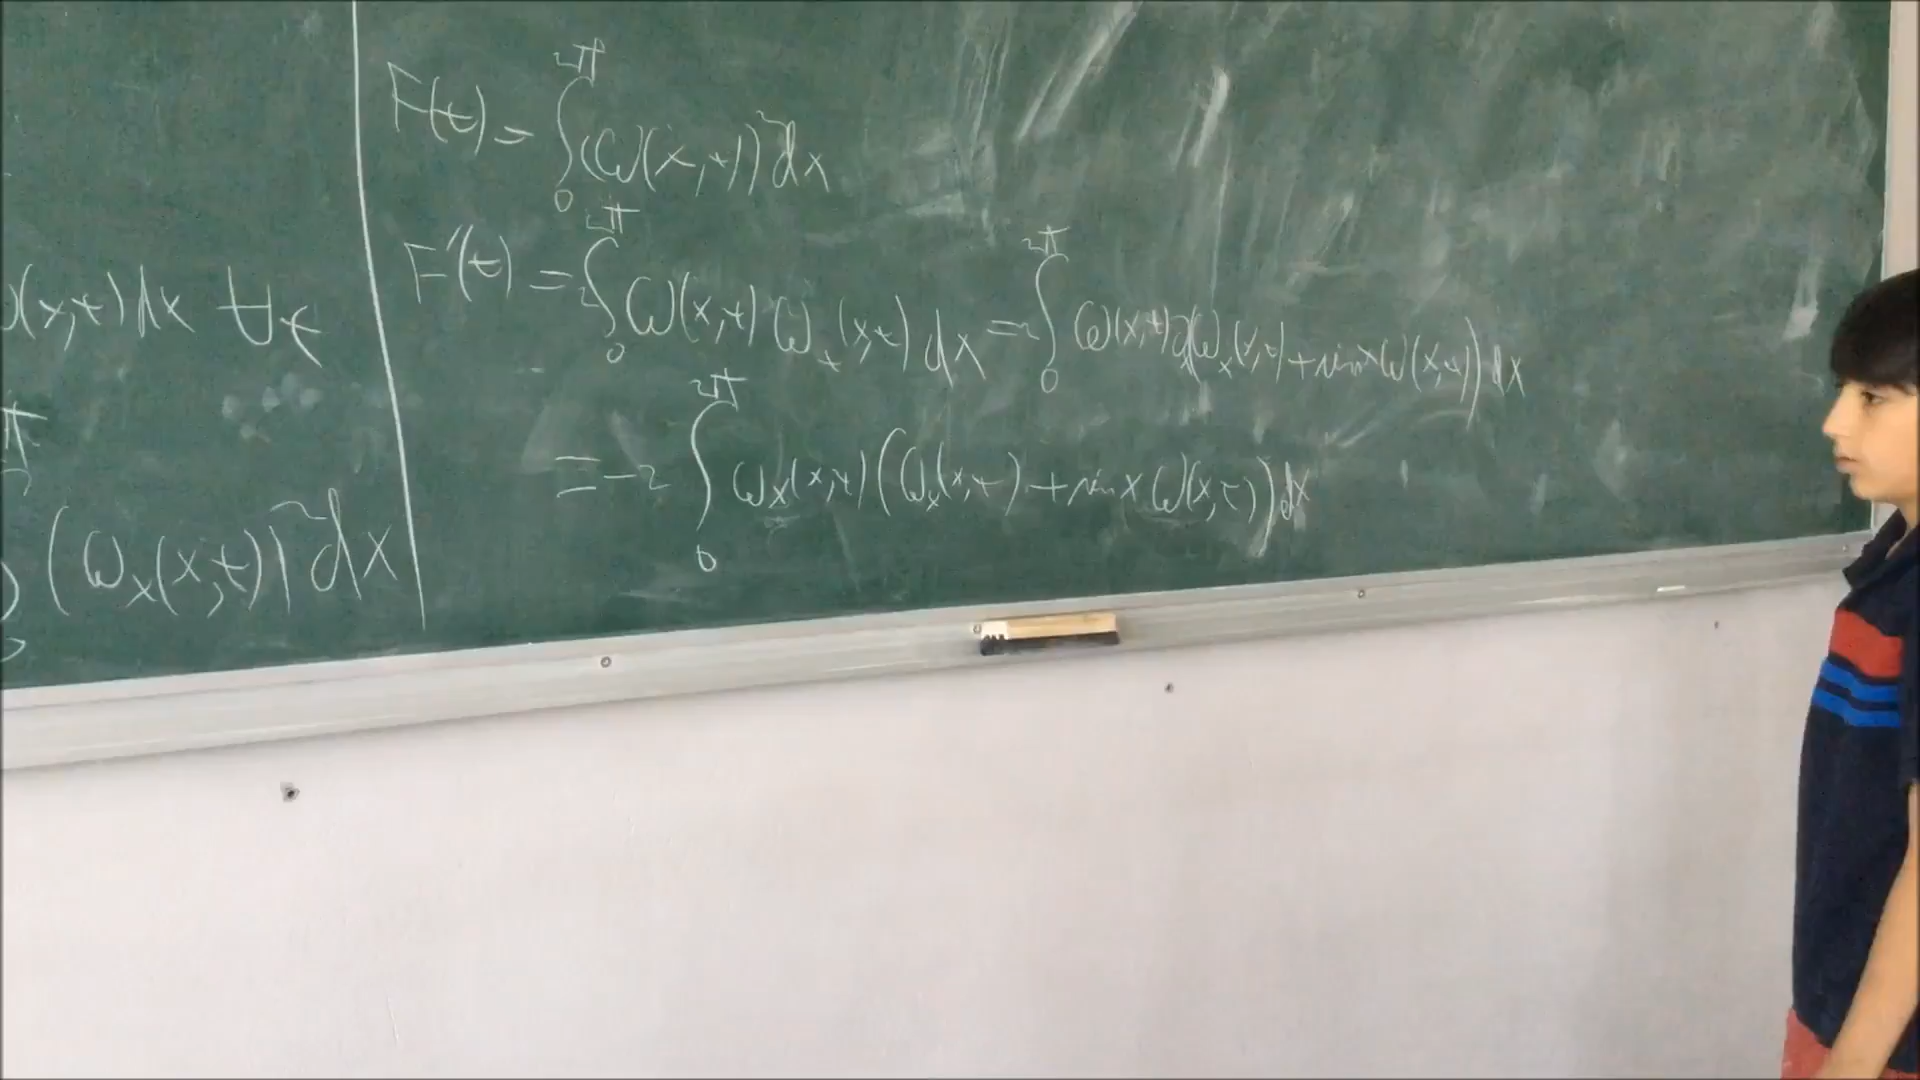 F(t) = ∫₀^{2π} (ω(x,t))² dx
ω(x,t)dx ∀t
F'(t) = 2∫₀^{2π} ω(x,t) ω_t(x,t) dx = 2∫₀^{2π} ω(x,t) ∂_x(ω_x(x,t) + sin x ω(x,t)) dx
π
= -2 ∫₀^{2π} ω_x(x,t) (ω_x(x,t) + sin x ω(x,t)) dx
(ω_x(x,t))² dx